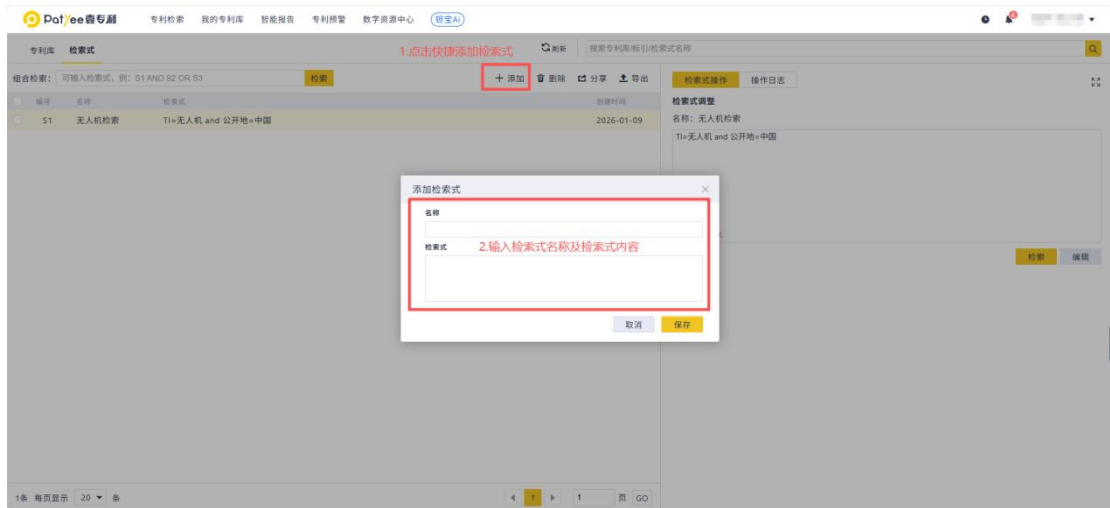 Patyee壹专利 专利检索 我的专利库 智能报告 专利预警 数字资源中心 钽宝Ai
专利库 检索式 1.点击快捷添加检索式 刷新 搜索专利库/标引/检索式名称
组合检索: 可输入检索式，例：S1 AND S2 OR S3 检索 + 添加 删除 分享 导出 检索式操作 操作日志
编号 名称 检索式 创建时间 检索式调整
S1 无人机检索 TI=无人机 and 公开地=中国 2026-01-09 名称：无人机检索
TI=无人机 and 公开地=中国
添加检索式
名称
检索式 2.输入检索式名称及检索式内容
检索 编辑
取消 保存
1条 每页显示 20 条 1 1 页 GO